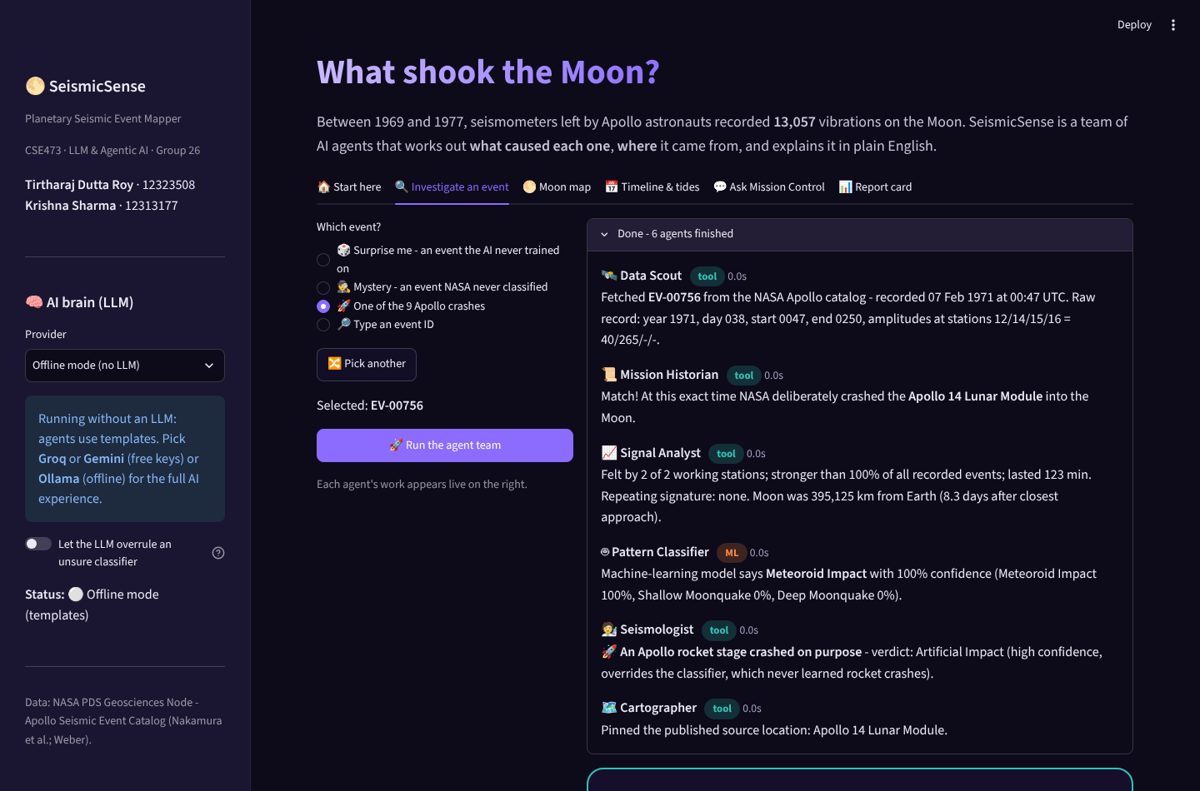 Deploy
🌕 SeismicSense
Planetary Seismic Event Mapper
CSE473 · LLM & Agentic AI · Group 26
Tirtharaj Dutta Roy · 12323508
Krishna Sharma · 12313177
🧠 AI brain (LLM)
Provider
Offline mode (no LLM)
Running without an LLM:
agents use templates. Pick
Groq or Gemini (free keys) or
Ollama (offline) for the full AI
experience.
Let the LLM overrule an
unsure classifier
Status: ⚪ Offline mode
(templates)
Data: NASA PDS Geosciences Node -
Apollo Seismic Event Catalog (Nakamura
et al.; Weber).
What shook the Moon?
Between 1969 and 1977, seismometers left by Apollo astronauts recorded 13,057 vibrations on the Moon. SeismicSense is a team of
AI agents that works out what caused each one, where it came from, and explains it in plain English.
🏠 Start here 🔍 Investigate an event 🌕 Moon map 📅 Timeline & tides 💬 Ask Mission Control 📊 Report card
Which event?
🎲 Surprise me - an event the AI never trained
on
🕵️ Mystery - an event NASA never classified
🚀 One of the 9 Apollo crashes
🔎 Type an event ID
🔀 Pick another
Selected: EV-00756
🚀 Run the agent team
Each agent's work appears live on the right.
Done - 6 agents finished
🛰️ Data Scout tool 0.0s
Fetched EV-00756 from the NASA Apollo catalog - recorded 07 Feb 1971 at 00:47 UTC. Raw
record: year 1971, day 038, start 0047, end 0250, amplitudes at stations 12/14/15/16 =
40/265/-/-.
📜 Mission Historian tool 0.0s
Match! At this exact time NASA deliberately crashed the Apollo 14 Lunar Module into the
Moon.
📈 Signal Analyst tool 0.0s
Felt by 2 of 2 working stations; stronger than 100% of all recorded events; lasted 123 min.
Repeating signature: none. Moon was 395,125 km from Earth (8.3 days after closest
approach).
Pattern Classifier ML 0.0s
Machine-learning model says Meteoroid Impact with 100% confidence (Meteoroid Impact
100%, Shallow Moonquake 0%, Deep Moonquake 0%).
🧑‍🔬 Seismologist tool 0.0s
🚀 An Apollo rocket stage crashed on purpose - verdict: Artificial Impact (high confidence,
overrides the classifier, which never learned rocket crashes).
🗺️ Cartographer tool 0.0s
Pinned the published source location: Apollo 14 Lunar Module.